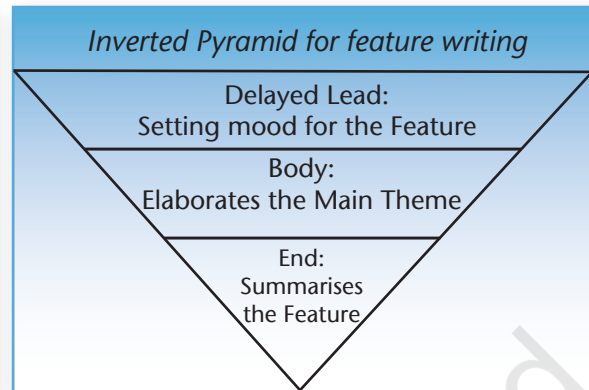 Inverted Pyramid for feature writing
Delayed Lead:
Setting mood for the Feature
Body:
Elaborates the Main Theme
End:
Summarises
the Feature